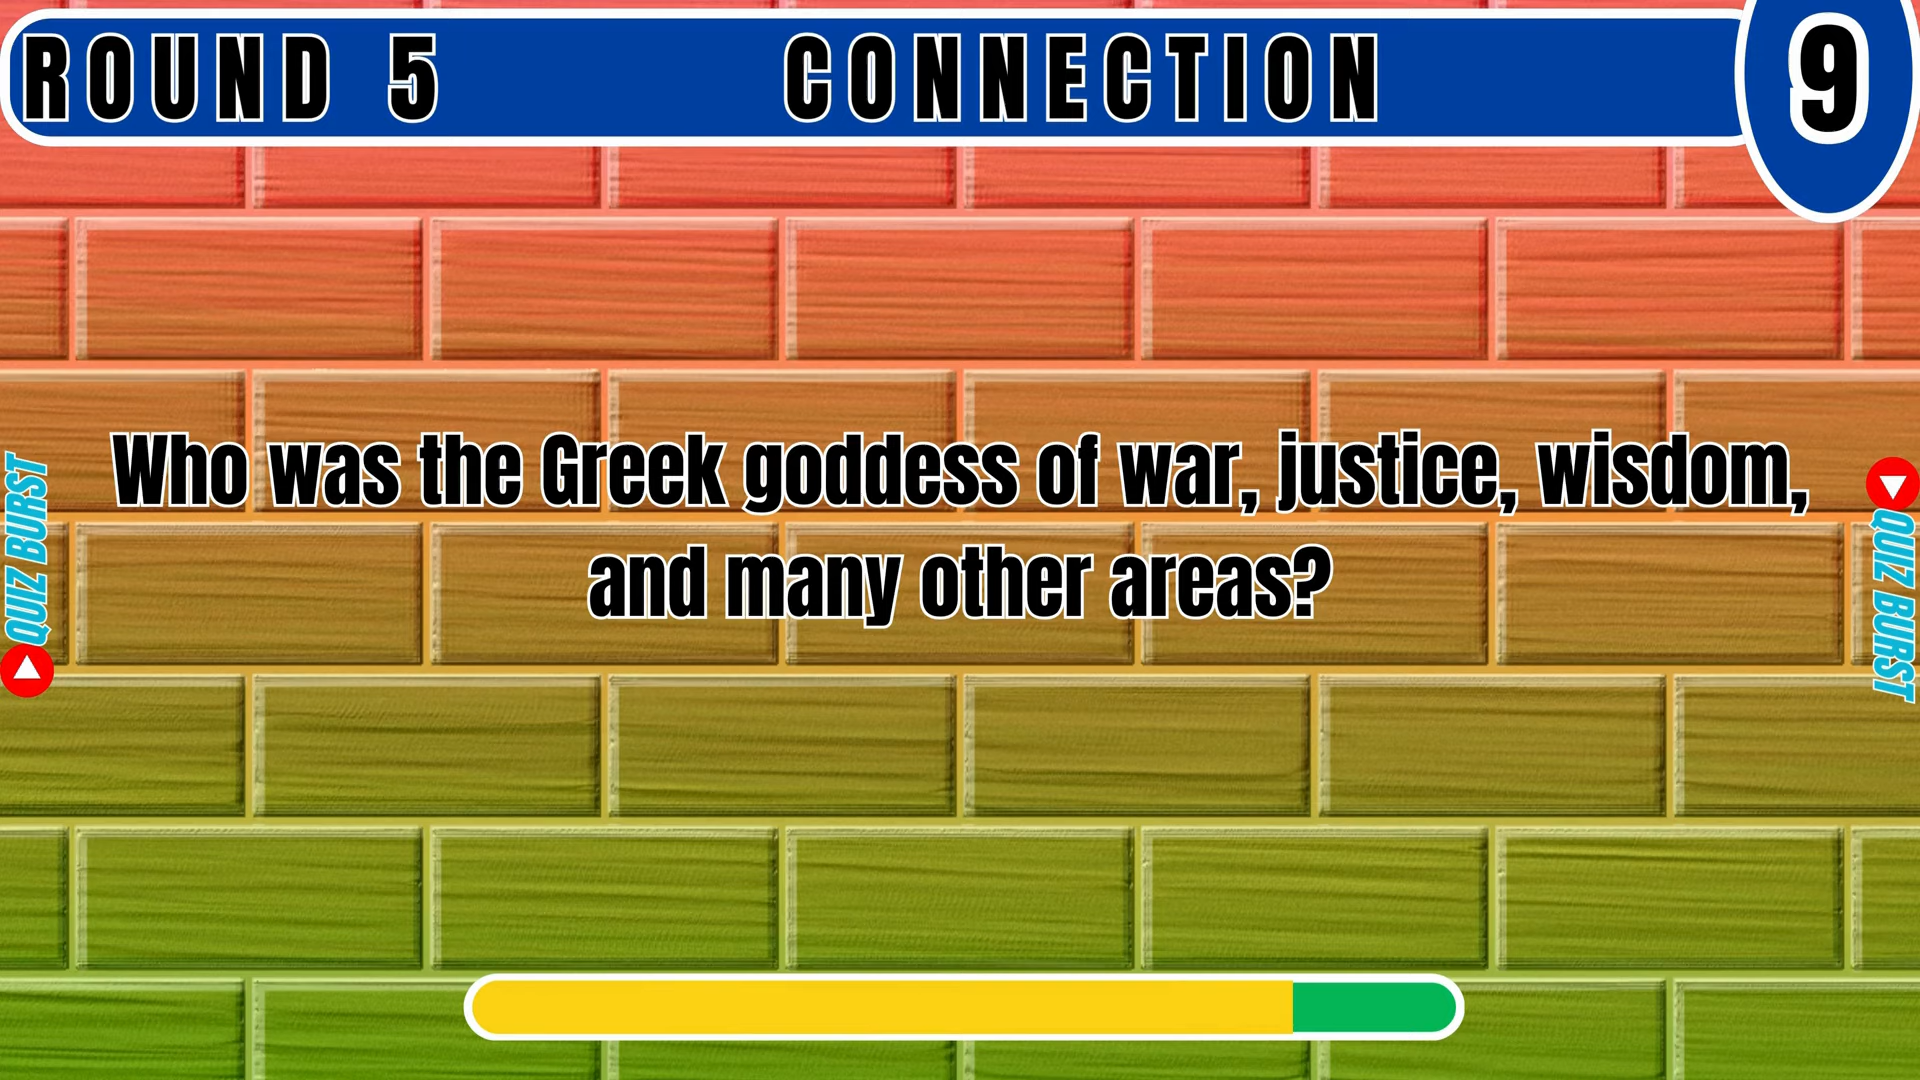 ROUND 5 CONNECTION 9
Who was the Greek goddess of war, justice, wisdom,
and many other areas?
QUIZ BURST
QUIZ BURST